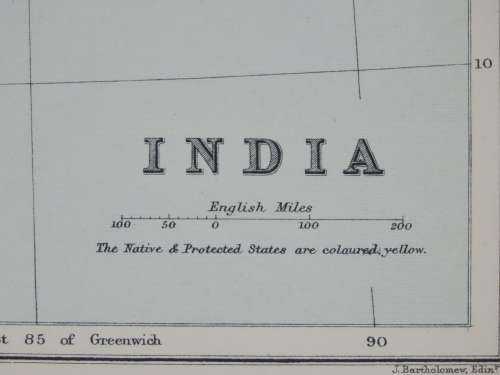 10
INDIA
English Miles
100 50 0 100 200
The Native & Protected States are coloured yellow.
85 of Greenwich 90
J. Bartholomew, Edinr